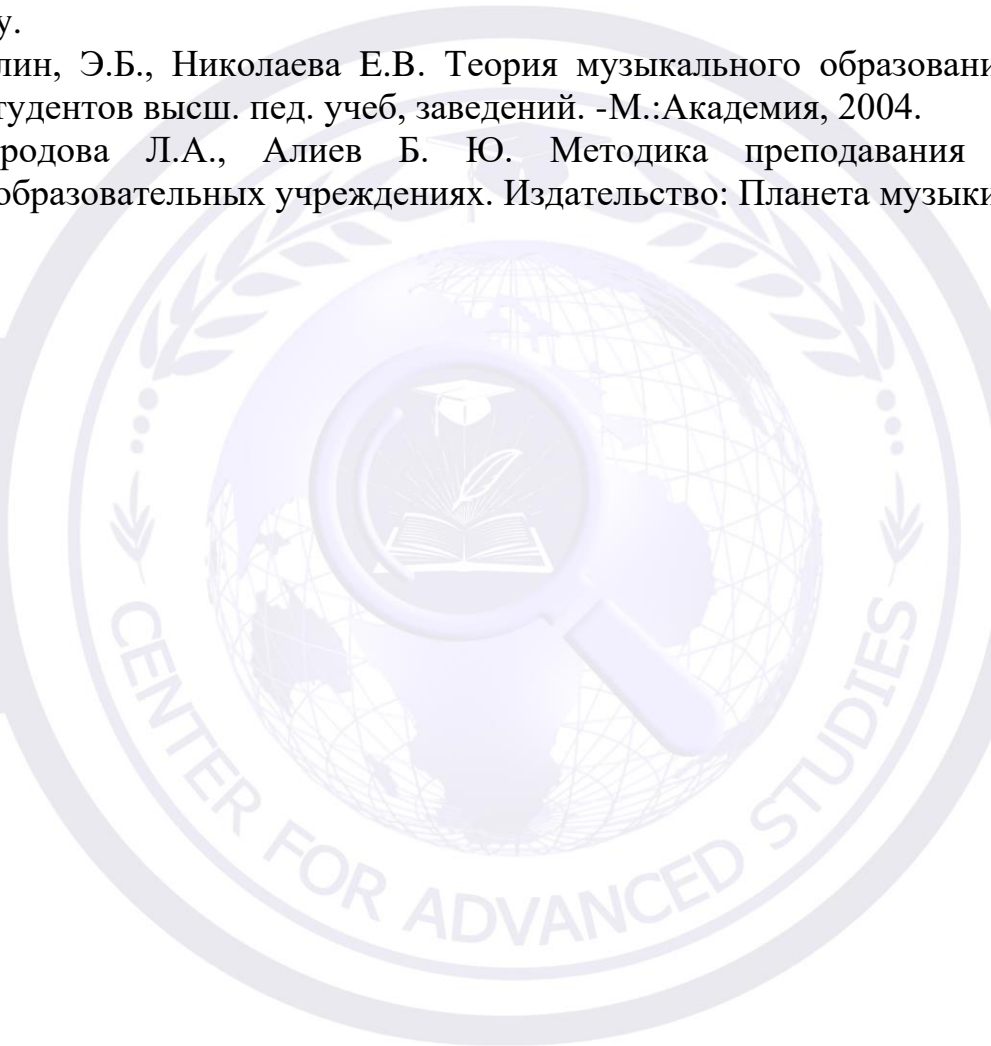 у.
лин, Э.Б., Николаева Е.В. Теория музыкального образовани
тудентов высш. пед. учеб, заведений. -М.:Академия, 2004.
родова Л.А., Алиев Б. Ю. Методика преподавания
образовательных учреждениях. Издательство: Планета музыки
CENTER FOR ADVANCED STUDIES